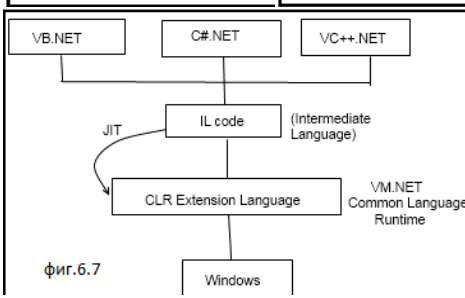 VB.NET
C#.NET
VC++.NET
IL code
(Intermediate
Language)
JIT
CLR Extension Language
VM.NET
Common Language
Runtime
фиг.6.7
Windows